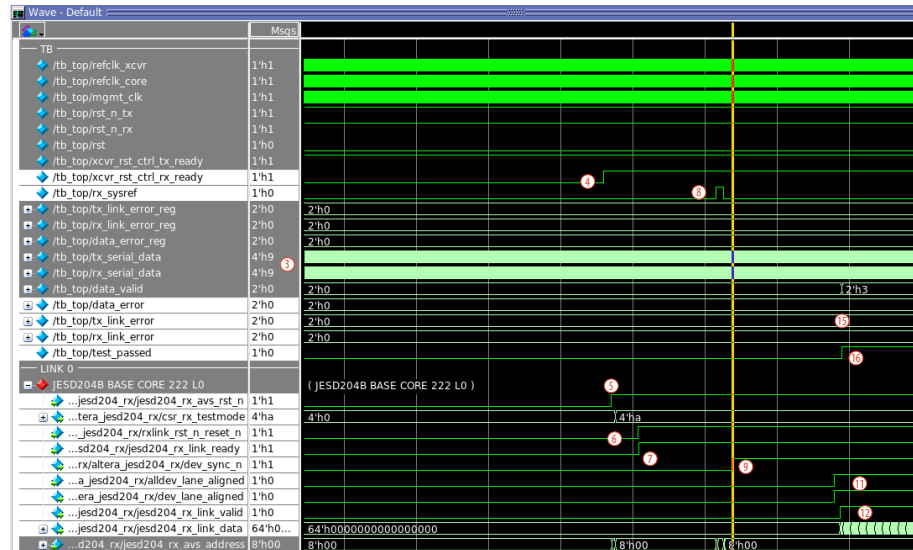 Wave - Default
Msgs
TB
/tb_top/refclk_xcvr 1'h1
/tb_top/refclk_core 1'h1
/tb_top/mgmt_clk 1'h1
/tb_top/rst_n_tx 1'h1
/tb_top/rst_n_rx 1'h1
/tb_top/rst 1'h0
/tb_top/xcvr_rst_ctrl_tx_ready 1'h1
/tb_top/xcvr_rst_ctrl_rx_ready 1'h1 4
/tb_top/rx_sysref 1'h0 8
/tb_top/tx_link_error_reg 2'h0 2'h0
/tb_top/rx_link_error_reg 2'h0 2'h0
/tb_top/data_error_reg 2'h0 2'h0
/tb_top/tx_serial_data 4'h9
3
/tb_top/rx_serial_data 4'h9
/tb_top/data_valid 2'h0 2'h0 2'h3
/tb_top/data_error 2'h0 2'h0
/tb_top/tx_link_error 2'h0 2'h0 15
/tb_top/rx_link_error 2'h0 2'h0
/tb_top/test_passed 1'h0 16
LINK 0
JESD204B BASE CORE 222 L0 ( JESD204B BASE CORE 222 L0 ) 5
...jesd204_rx/jesd204_rx_avs_rst_n 1'h1
...tera_jesd204_rx/csr_rx_testmode 4'ha 4'h0 4'ha
..._jesd204_rx/rxlink_rst_n_reset_n 1'h1 6
...sd204_rx/jesd204_rx_link_ready 1'h1 7
...rx/altera_jesd204_rx/dev_sync_n 1'h1 9
...a_jesd204_rx/alldev_lane_aligned 1'h0 11
...era_jesd204_rx/dev_lane_aligned 1'h0
...jesd204_rx/jesd204_rx_link_valid 1'h0 12
...jesd204_rx/jesd204_rx_link_data 64'h0... 64'h0000000000000000
...d204_rx/jesd204_rx_avs_address 8'h00 8'h00 8'h00 8'h00